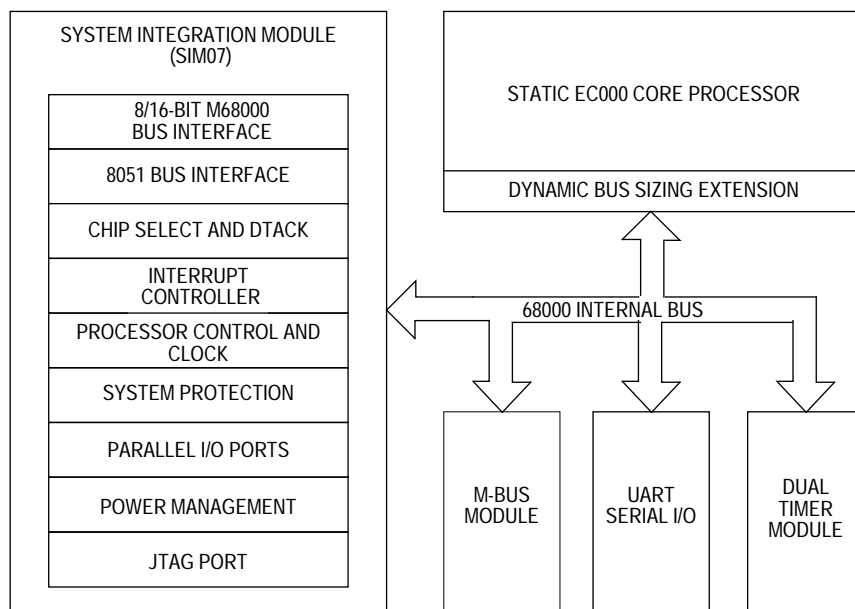 SYSTEM INTEGRATION MODULE
(SIM07)
8/16-BIT M68000
BUS INTERFACE
8051 BUS INTERFACE
CHIP SELECT AND DTACK
INTERRUPT
CONTROLLER
PROCESSOR CONTROL AND
CLOCK
SYSTEM PROTECTION
PARALLEL I/O PORTS
POWER MANAGEMENT
JTAG PORT
STATIC EC000 CORE PROCESSOR
DYNAMIC BUS SIZING EXTENSION
68000 INTERNAL BUS
M-BUS
MODULE
UART
SERIAL I/O
DUAL
TIMER
MODULE